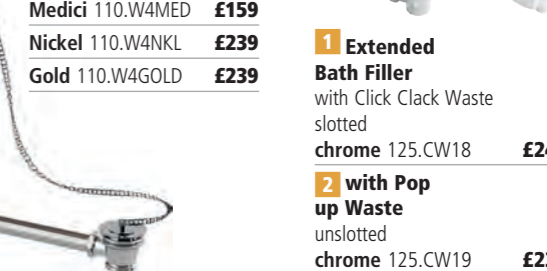 Medici 110.W4MED £159
Nickel 110.W4NKL £239
Gold 110.W4GOLD £239
1 Extended
Bath Filler
with Click Clack Waste
slotted
chrome 125.CW18
2 with Pop
up Waste
unslotted
chrome 125.CW19